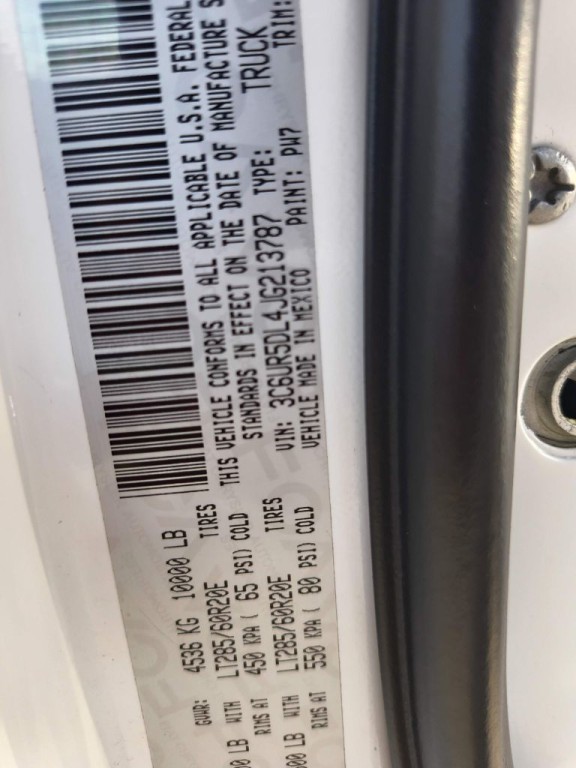 GVWR: 4536 KG 10000 LB
LB WITH LT285/60R20E TIRES
RIMS AT 450 KPA ( 65 PSI) COLD
00 LB WITH LT285/60R20E TIRES
RIMS AT 550 KPA ( 80 PSI) COLD
THIS VEHICLE CONFORMS TO ALL APPLICABLE U.S.A. FEDERAL
STANDARDS IN EFFECT ON THE DATE OF MANUFACTURE S
VIN: 3C6UR5DL4JG213787 TYPE: TRUCK
VEHICLE MADE IN MEXICO PAINT: PW7 TRIM: